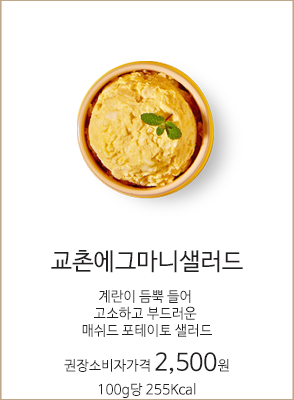 교촌에그마니샐러드
계란이 듬뿍 들어
고소하고 부드러운
매쉬드 포테이토 샐러드
권장소비자가격 2,500원
100g당 255Kcal